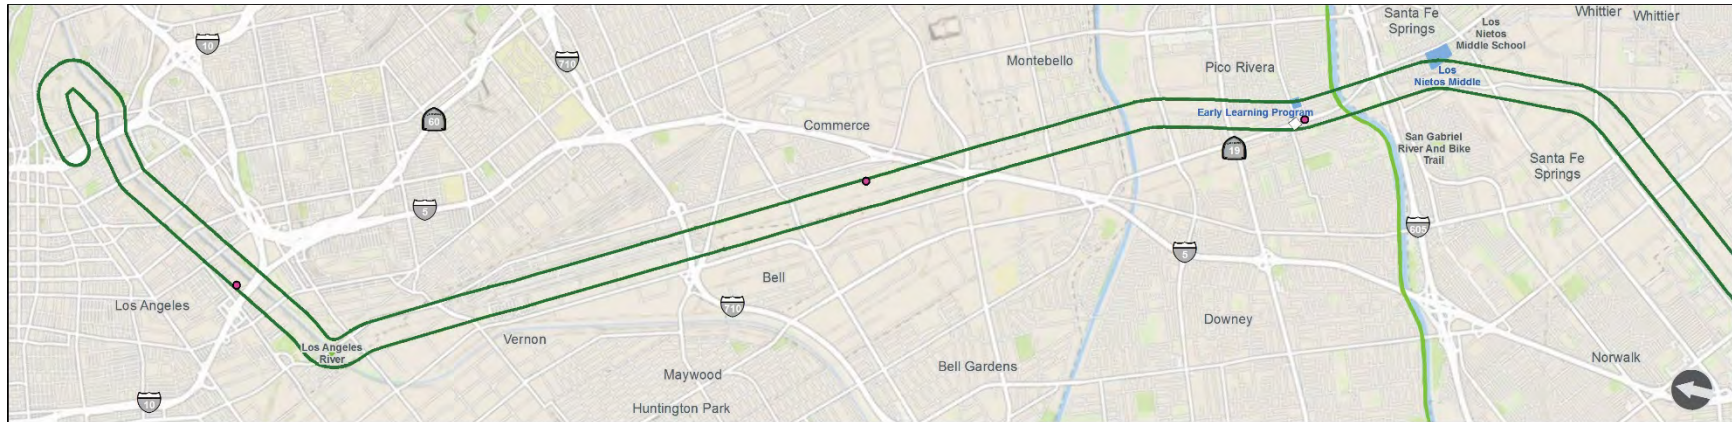 Santa Fe
Springs
Los
Nietos
Middle School
Whittier
Whittier
10
710
Montebello
Pico Rivera
Los
Nietos Middle
60
Commerce
Early Learning Program
19
San Gabriel
River And Bike
Trail
Santa Fe
Springs
5
605
5
Los Angeles
Bell
710
Downey
Vernon
Los Angeles
River
Maywood
Bell Gardens
Norwalk
10
Huntington Park